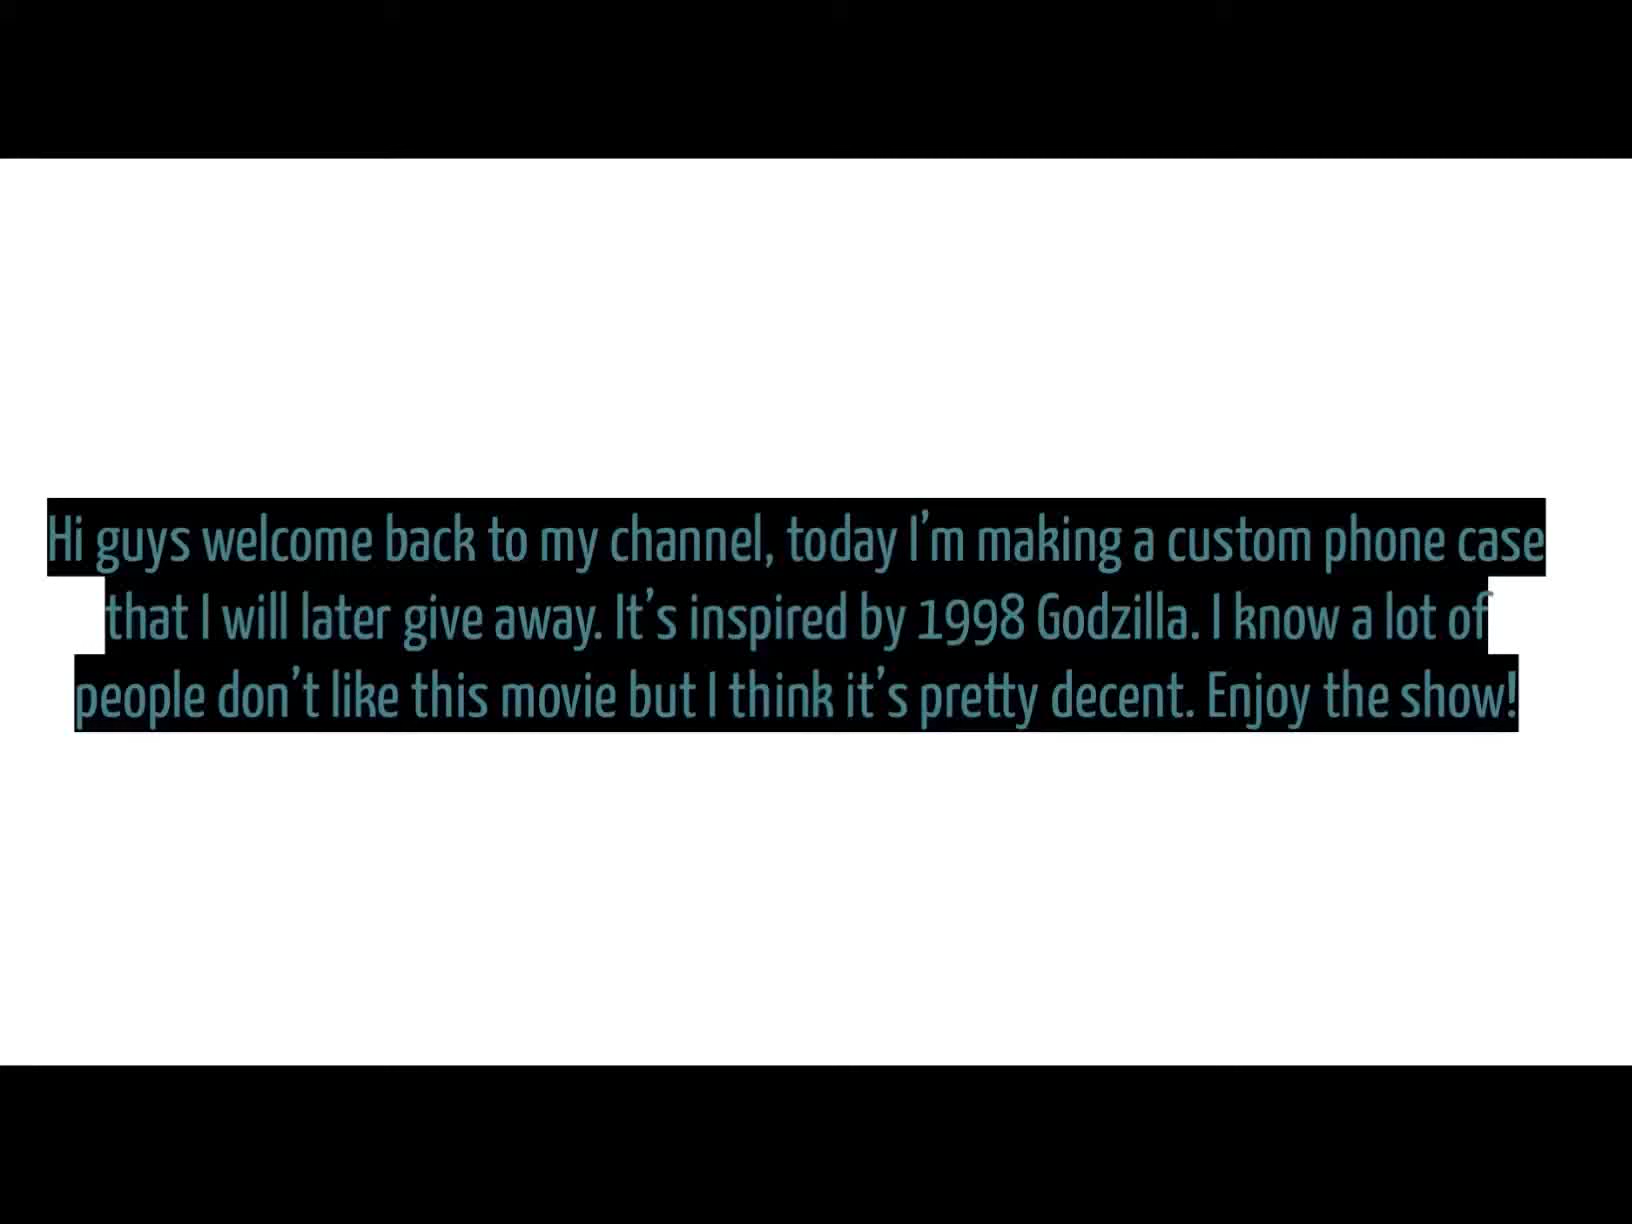 Hi guys welcome back to my channel, today I’m making a custom phone case
that I will later give away. It’s inspired by 1998 Godzilla. I know a lot of
people don’t like this movie but I think it’s pretty decent. Enjoy the show!